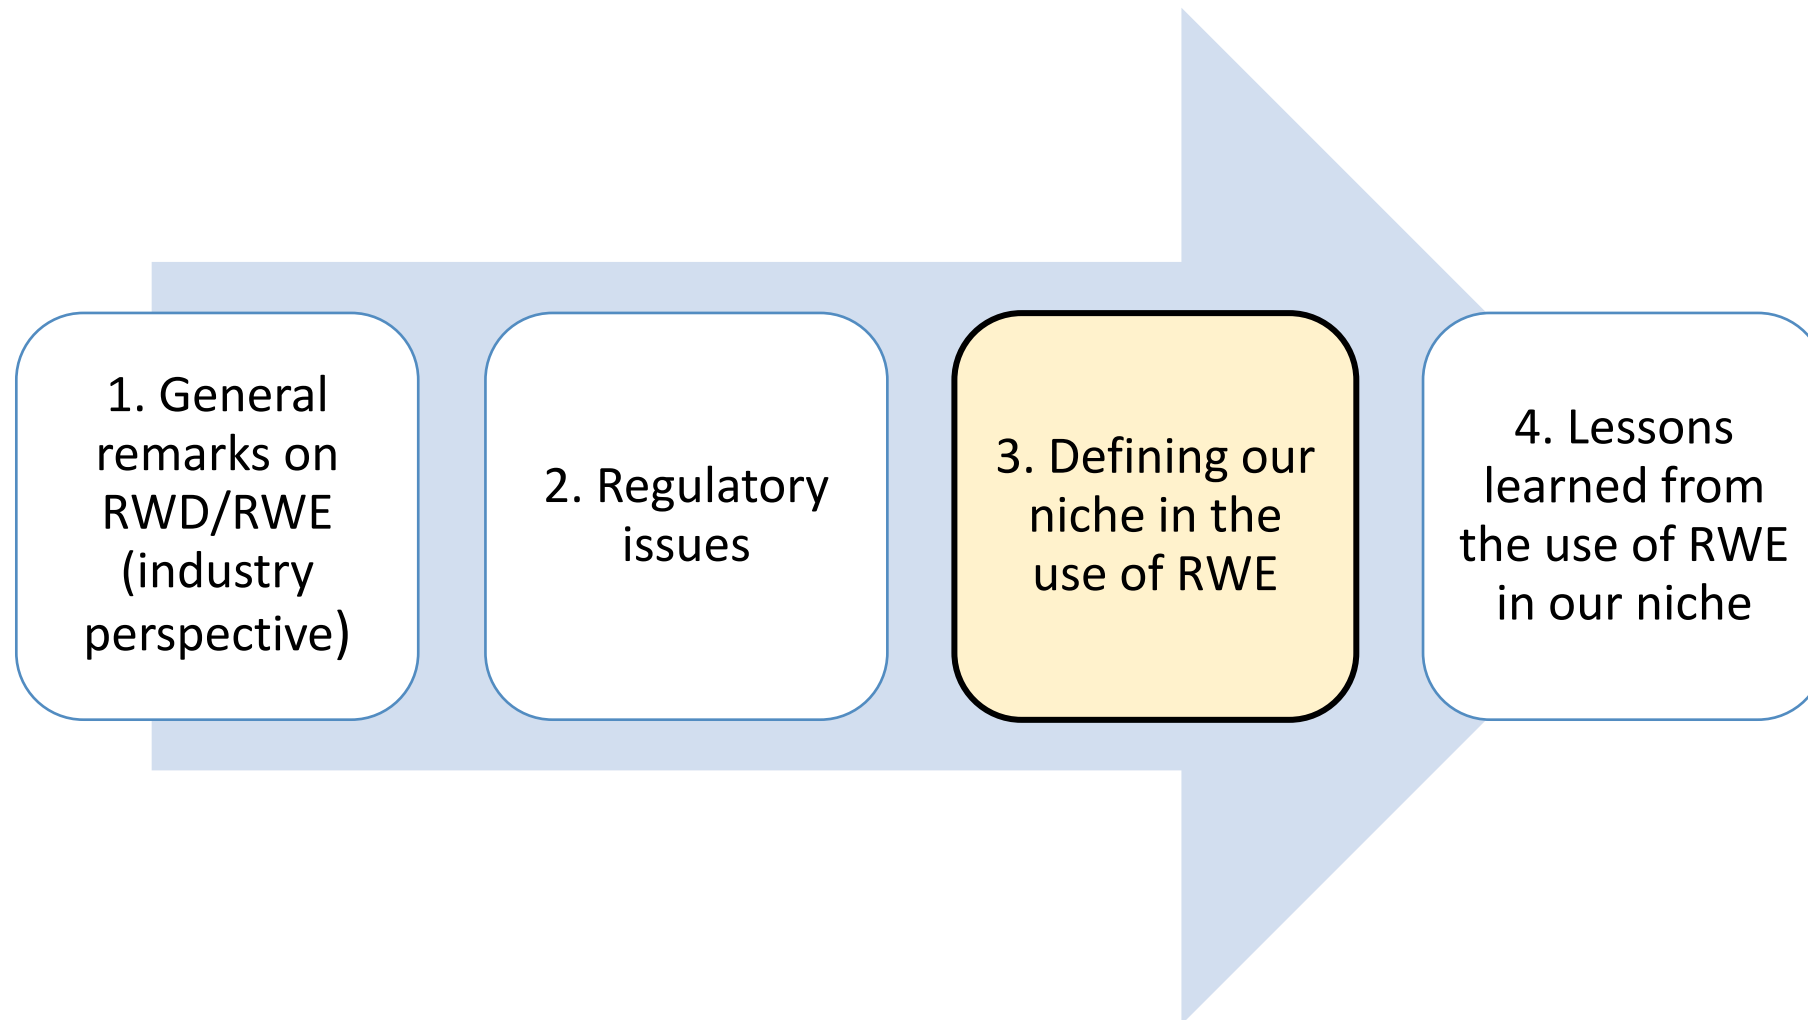 1. General
remarks on
RWD/RWE
(industry
perspective)
2. Regulatory
issues
3. Defining our
niche in the
use of RWE
4. Lessons
learned from
the use of RWE
in our niche